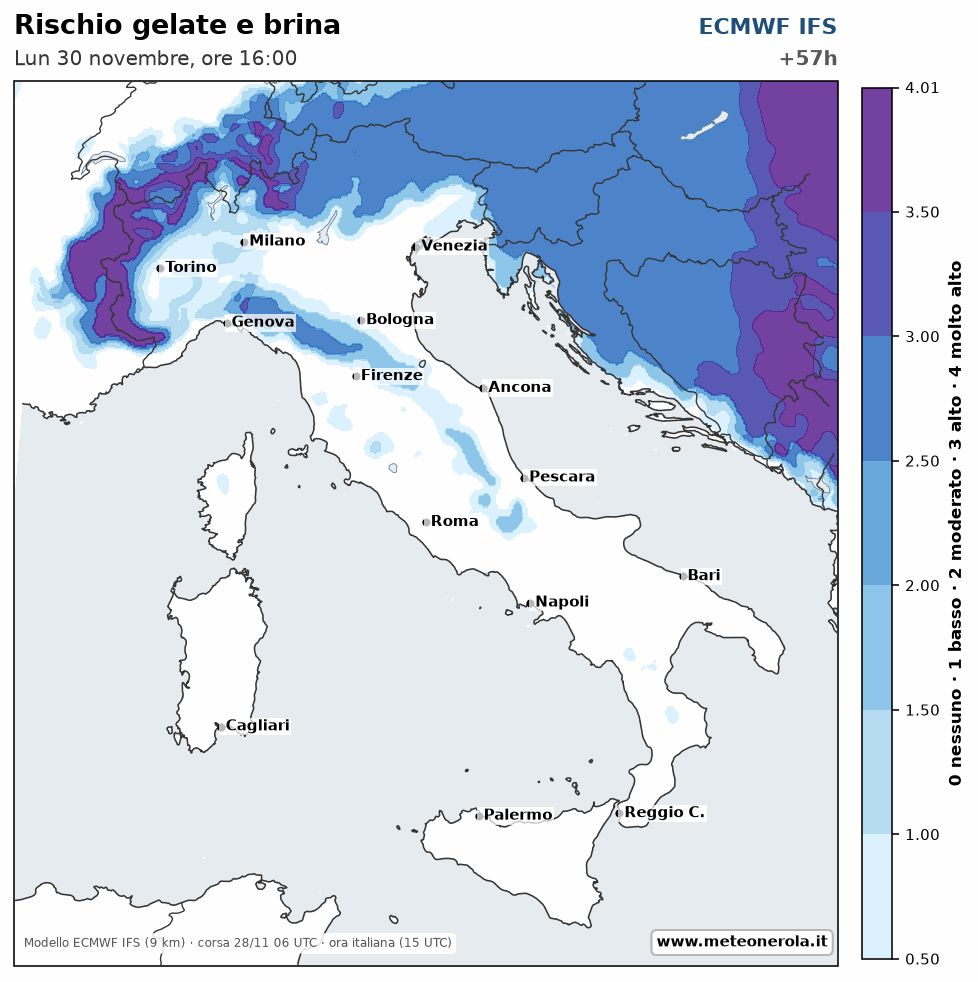 Rischio gelate e brina
ECMWF IFS
Lun 30 novembre, ore 16:00
+57h
4.01
3.50
3.00
2.50
2.00
1.50
1.00
0.50
0 nessuno · 1 basso · 2 moderato · 3 alto · 4 molto alto
Milano
Venezia
Torino
Genova
Bologna
Firenze
Ancona
Pescara
Roma
Bari
Napoli
Cagliari
Palermo
Reggio C.
Modello ECMWF IFS (9 km) · corsa 28/11 06 UTC · ora italiana (15 UTC)
www.meteonerola.it